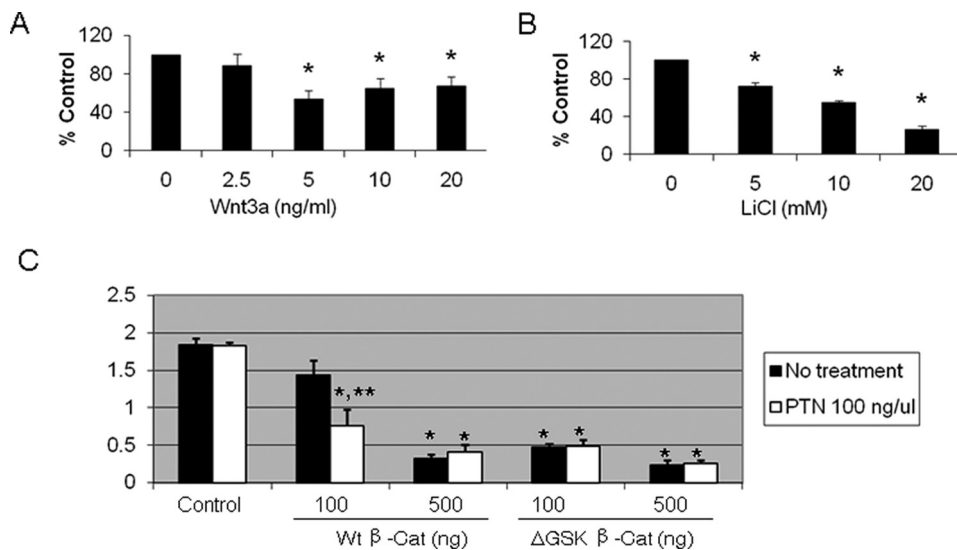 A
120
80
40
0
% Control
* * *
0 2.5 5 10 20
Wnt3a (ng/ml)
B
120
80
40
0
% Control
* * *
0 5 10 20
LiCl (mM)
C
2.5
2
1.5
1
0.5
0
*,**
* * * * * *
Control 100 500 100 500
Wt β-Cat (ng) ΔGSK β-Cat (ng)
No treatment
PTN 100 ng/ul